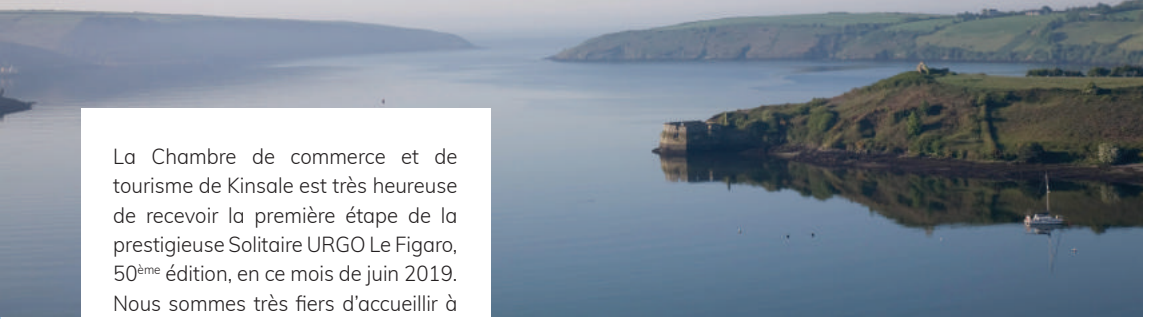 La Chambre de commerce et de
tourisme de Kinsale est très heureuse
de recevoir la première étape de la
prestigieuse Solitaire URGO Le Figaro,
50ème édition, en ce mois de juin 2019.
Nous sommes très fiers d’accueillir à